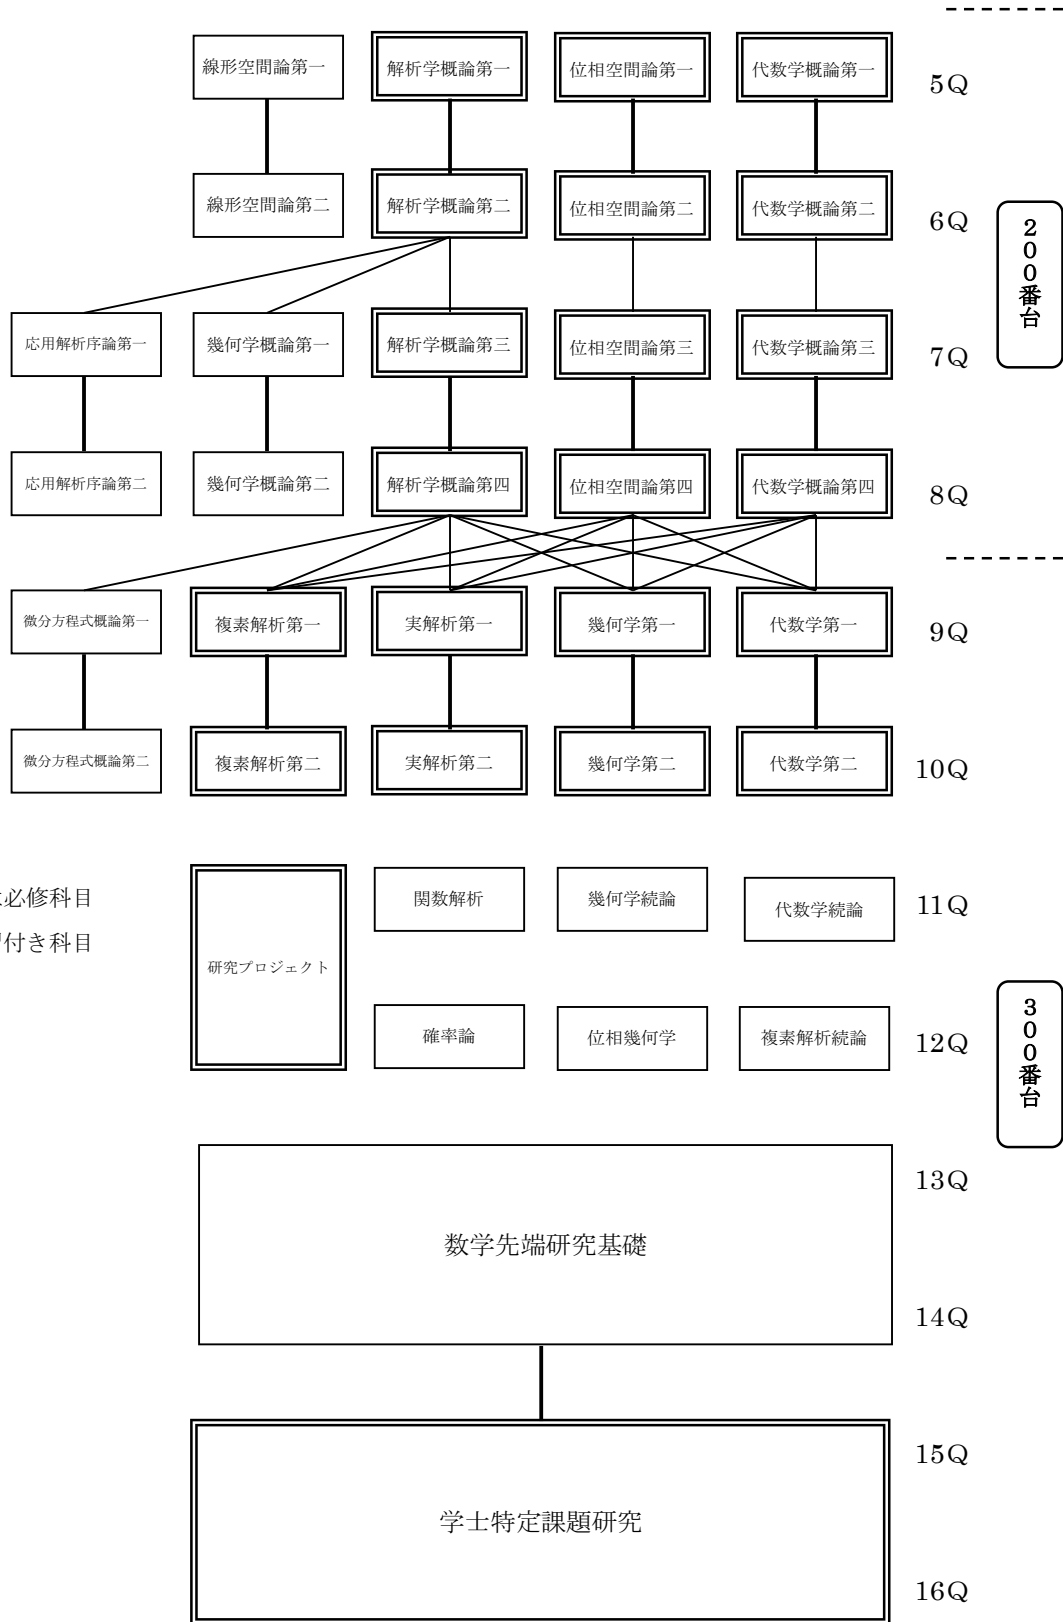 線形空間論第一
解析学概論第一
位相空間論第一
代数学概論第一
5Q
線形空間論第二
解析学概論第二
位相空間論第二
代数学概論第二
6Q
200番台
応用解析序論第一
幾何学概論第一
解析学概論第三
位相空間論第三
代数学概論第三
7Q
応用解析序論第二
幾何学概論第二
解析学概論第四
位相空間論第四
代数学概論第四
8Q
微分方程式概論第一
複素解析第一
実解析第一
幾何学第一
代数学第一
9Q
微分方程式概論第二
複素解析第二
実解析第二
幾何学第二
代数学第二
10Q
必修科目
付き科目
研究プロジェクト
関数解析
幾何学続論
代数学続論
11Q
確率論
位相幾何学
複素解析続論
12Q
300番台
数学先端研究基礎
13Q
14Q
学士特定課題研究
15Q
16Q